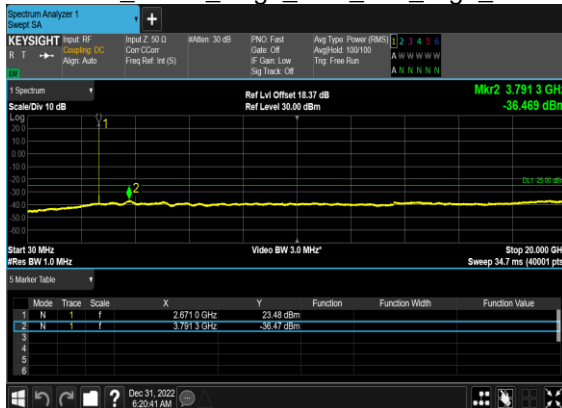 Spectrum Analyzer 1
Swept SA
+
KEYSIGHT Input: RF Input Z: 50 Ω #Atten: 30 dB PNO: Fast Avg Type: Power (RMS) 1 2 3 4 5 6
R T Coupling: DC Corr CCorr Gate: Off Avg|Hold: 100/100 A W W W W W
Align: Auto Freq Ref: Int (S) IF Gain: Low Trig: Free Run
LXI Sig Track: Off A N N N N N
1 Spectrum Ref Lvl Offset 18.37 dB Mkr2 3.791 3 GHz
Scale/Div 10 dB Ref Level 30.00 dBm -36.469 dBm
Log
20.0
10.0
0.00
-10.0
-20.0
-30.0
-40.0
-50.0
-60.0
1
2
DL1 -25.00 dBm
Start 30 MHz Video BW 3.0 MHz* Stop 20.000 GHz
#Res BW 1.0 MHz Sweep 34.7 ms (40001 pts)
5 Marker Table
Mode Trace Scale X Y Function Function Width Function Value
1 N 1 f 2.671 0 GHz 23.48 dBm
2 N 1 f 3.791 3 GHz -36.47 dBm
3
4
5
6
? Dec 31, 2022
6:20:41 AM